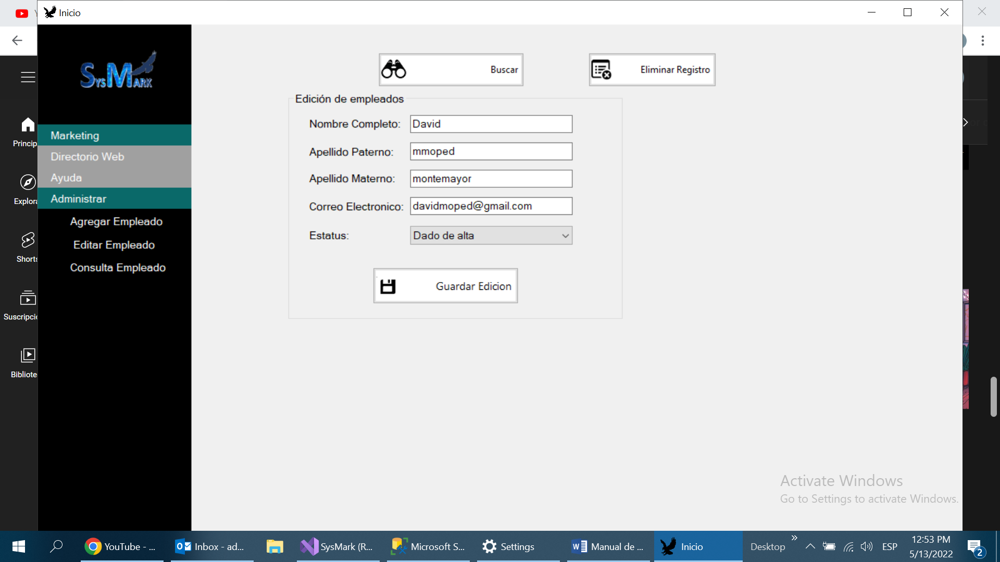 Inicio
SYSMARK
Marketing
Directorio Web
Ayuda
Administrar
Agregar Empleado
Editar Empleado
Consulta Empleado
Buscar
Eliminar Registro
Edición de empleados
Nombre Completo: David
Apellido Paterno: mmoped
Apellido Materno: montemayor
Correo Electronico: davidmoped@gmail.com
Estatus: Dado de alta
Guardar Edicion
Princip
Explora
Shorts
Suscripcio
Bibliote
Activate Windows
Go to Settings to activate Windows.
YouTube - ...
Inbox - ad...
SysMark (R...
Microsoft S...
Settings
Manual de ...
Inicio
Desktop
ESP
12:53 PM
5/13/2022
2